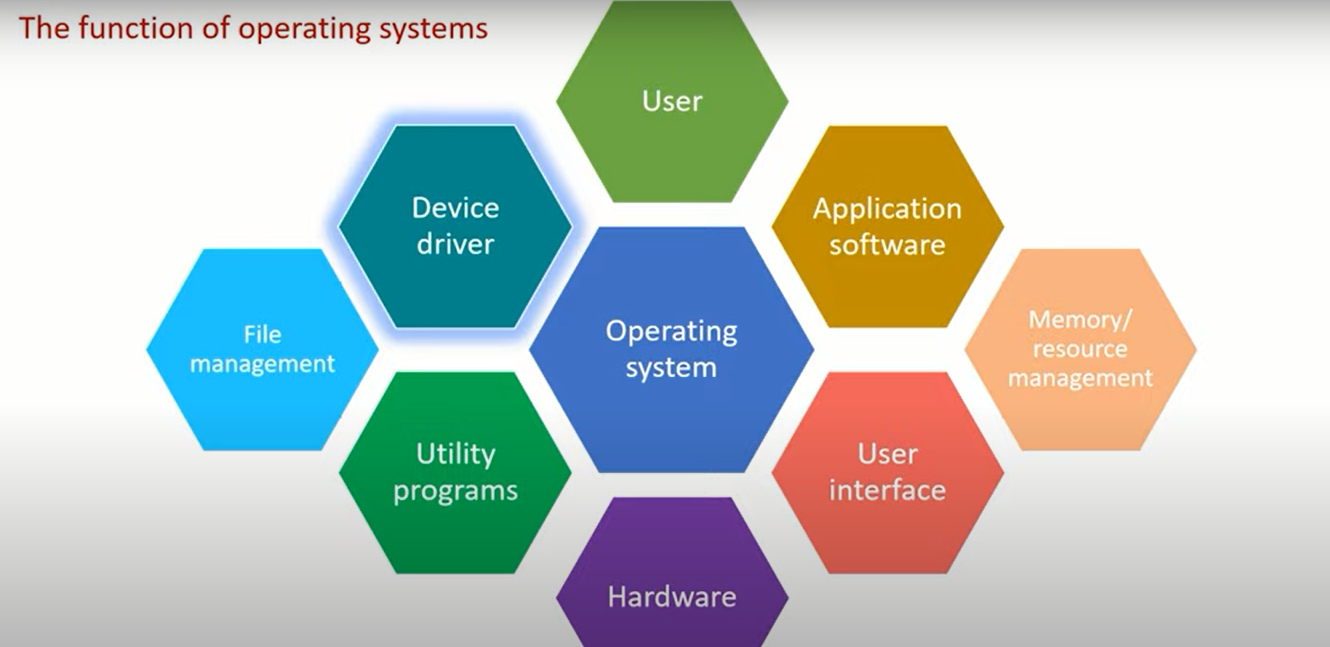 The function of operating systems
User
Device
driver
Application
software
File
management
Operating
system
Memory/
resource
management
Utility
programs
User
interface
Hardware